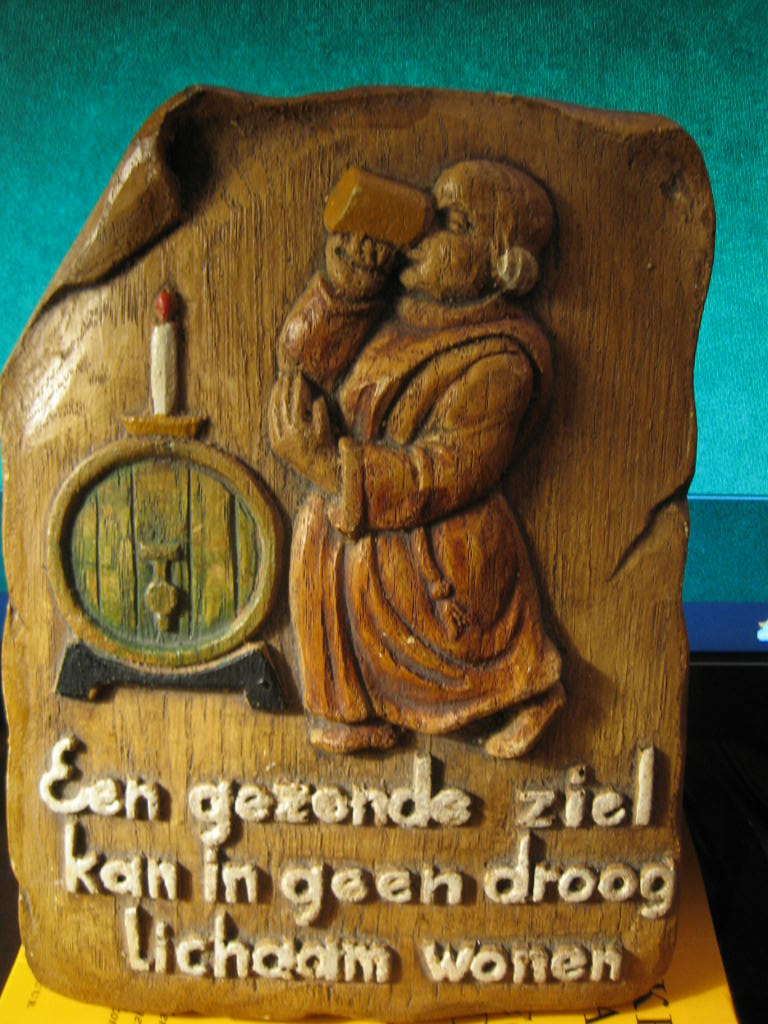 Een gezonde ziel
kan in geen droog
lichaam wonen